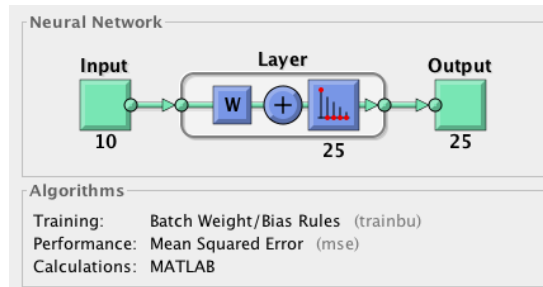 Neural Network
Input
Layer
Output
W
+
10
25
25
Algorithms
Training: Batch Weight/Bias Rules (trainbu)
Performance: Mean Squared Error (mse)
Calculations: MATLAB